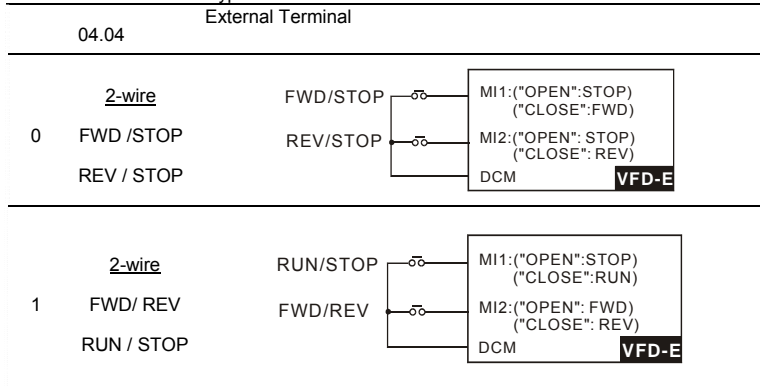 External Terminal
04.04
2-wire
0 FWD /STOP
REV / STOP
FWD/STOP
REV/STOP
MI1:("OPEN":STOP)
("CLOSE":FWD)
MI2:("OPEN": STOP)
("CLOSE": REV)
DCM
VFD-E
2-wire
1 FWD/ REV
RUN / STOP
RUN/STOP
FWD/REV
MI1:("OPEN":STOP)
("CLOSE":RUN)
MI2:("OPEN": FWD)
("CLOSE": REV)
DCM
VFD-E